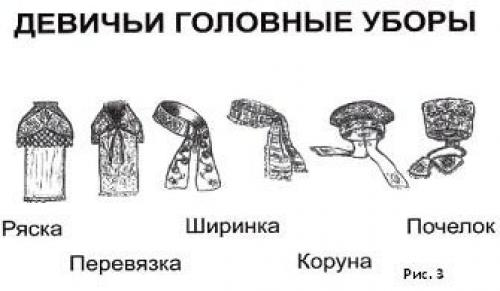 ДЕВИЧЬИ ГОЛОВНЫЕ УБОРЫ
Ряска Ширинка Почелок
Перевязка Коруна Рис. 3